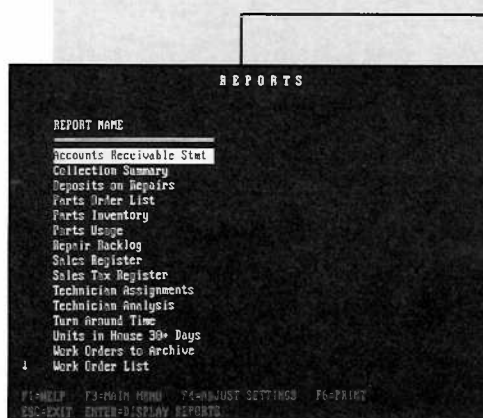 REPORTS
REPORT NAME
Accounts Receivable Stmt
Collection Summary
Deposits on Repairs
Parts Order List
Parts Inventory
Parts Usage
Repair Backlog
Sales Register
Sales Tax Register
Technician Assignments
Technician Analysis
Turn Around Time
Units in House 30+ Days
Work Orders to Archive
↓ Work Order List
F1=HELP F3=MAIN MENU F4=ADJUST SETTINGS F6=PRINT
ESC=EXIT ENTER=DISPLAY REPORTS